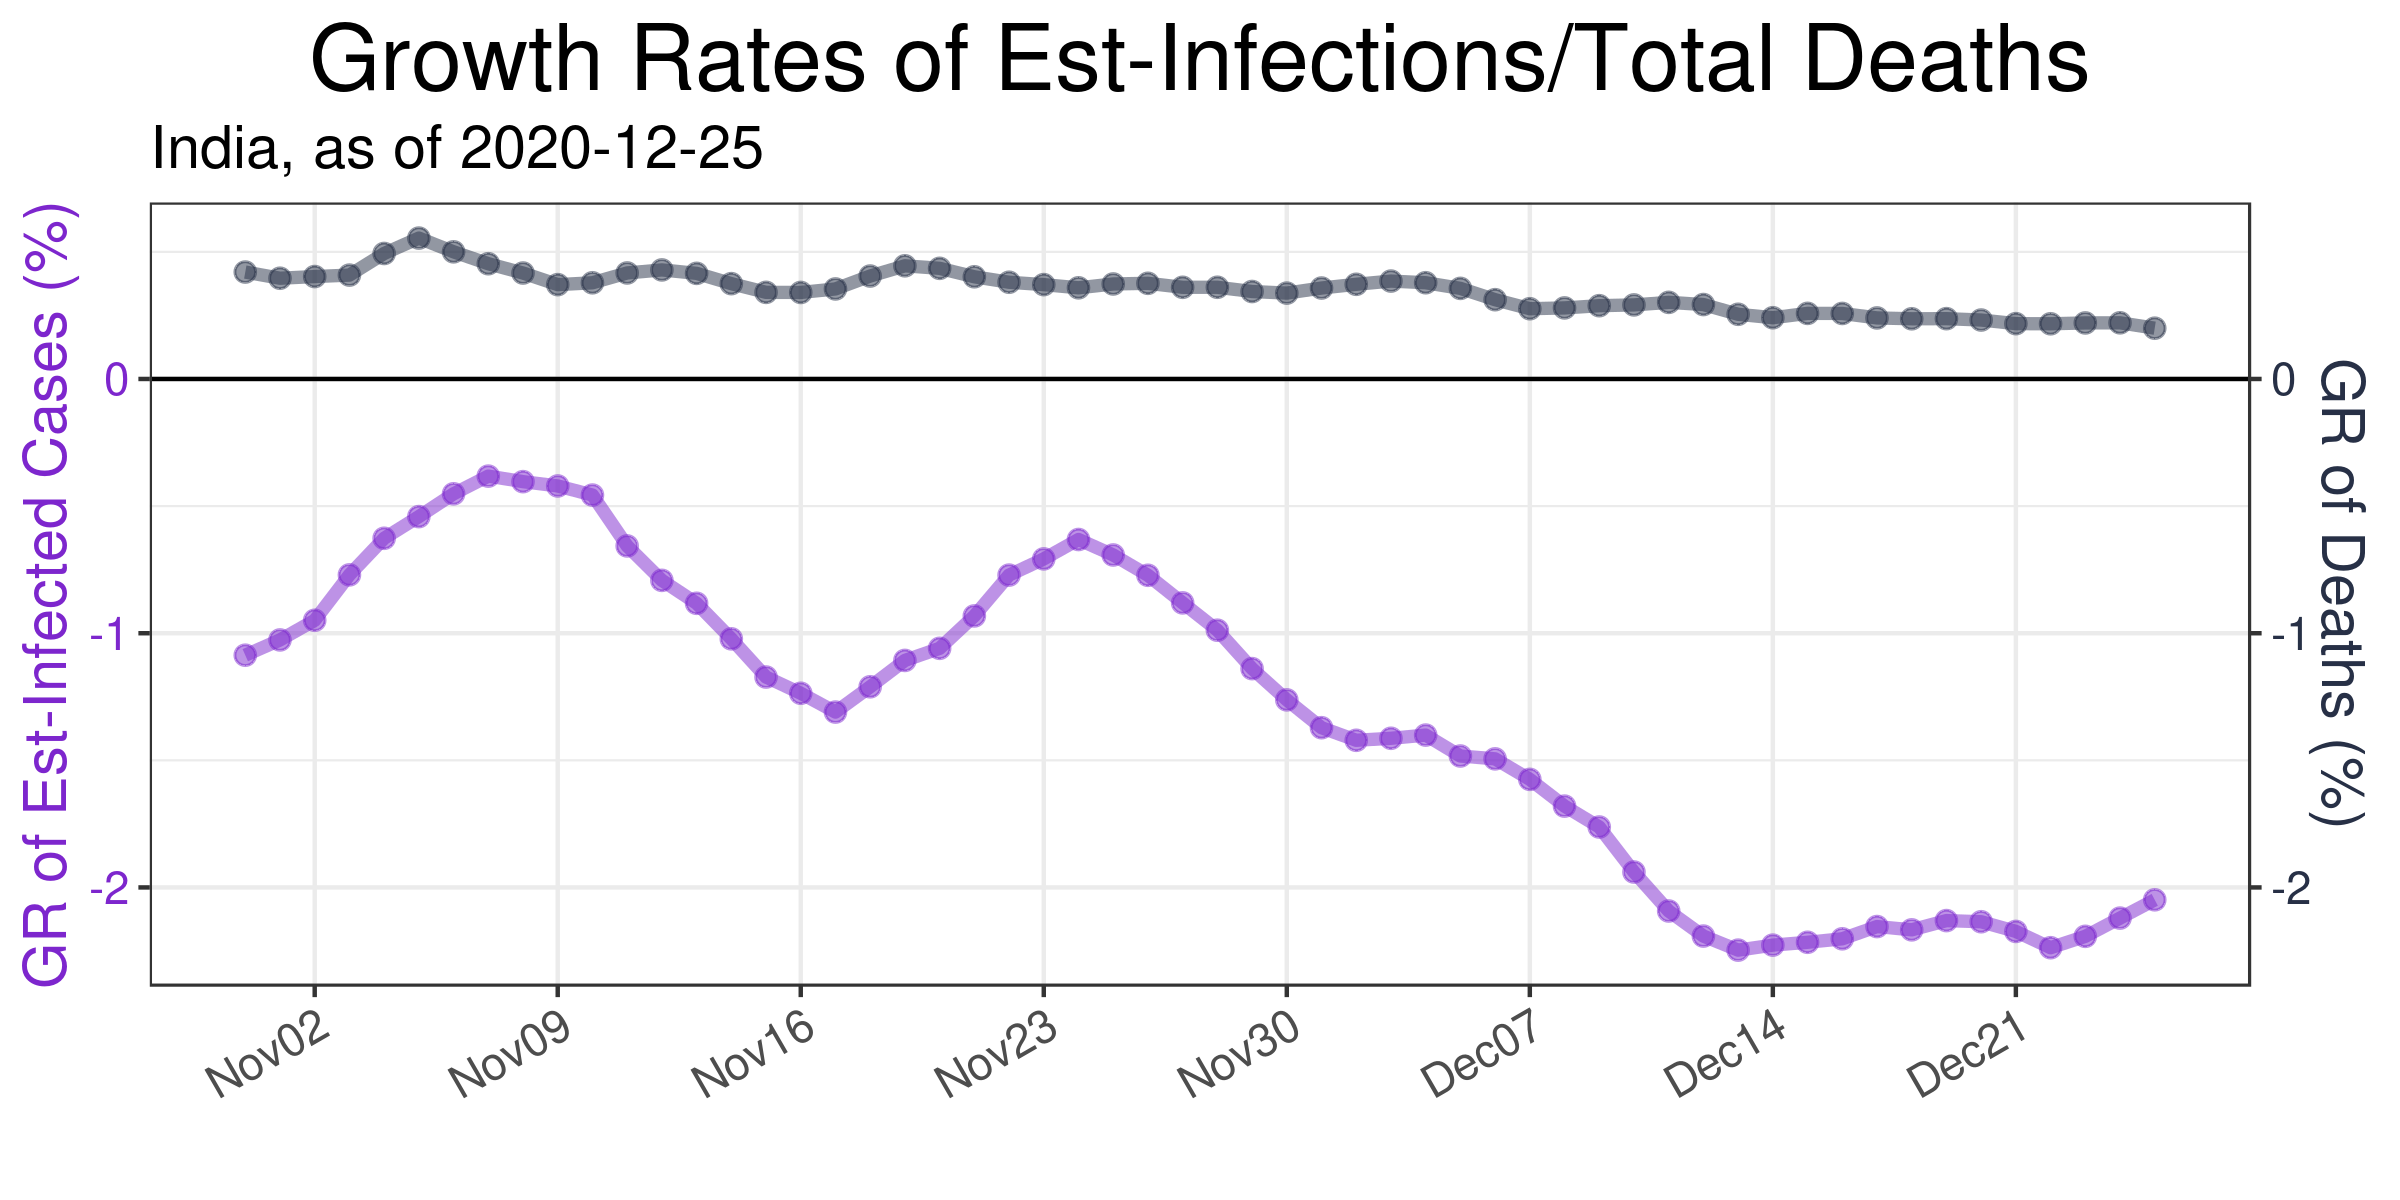 Growth Rates of Est-Infections/Total Deaths
India, as of 2020-12-25
GR of Est-Infected Cases (%)
0
-1
-2
0
-1
-2
GR of Deaths (%)
Nov02
Nov09
Nov16
Nov23
Nov30
Dec07
Dec14
Dec21